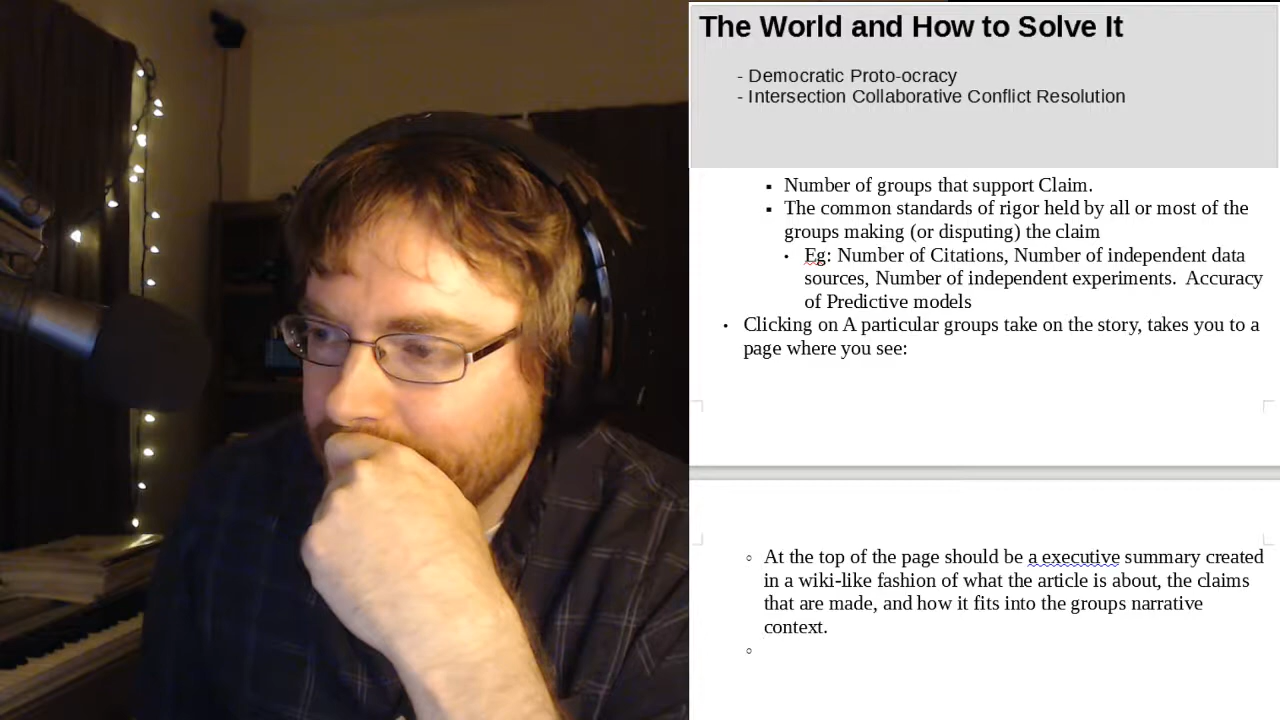 The World and How to Solve It
- Democratic Proto-ocracy
- Intersection Collaborative Conflict Resolution
▪ Number of groups that support Claim.
▪ The common standards of rigor held by all or most of the
groups making (or disputing) the claim
• Eg: Number of Citations, Number of independent data
sources, Number of independent experiments.  Accuracy
of Predictive models
• Clicking on A particular groups take on the story, takes you to a
page where you see:
◦ At the top of the page should be a executive summary created
in a wiki-like fashion of what the article is about, the claims
that are made, and how it fits into the groups narrative
context.
◦